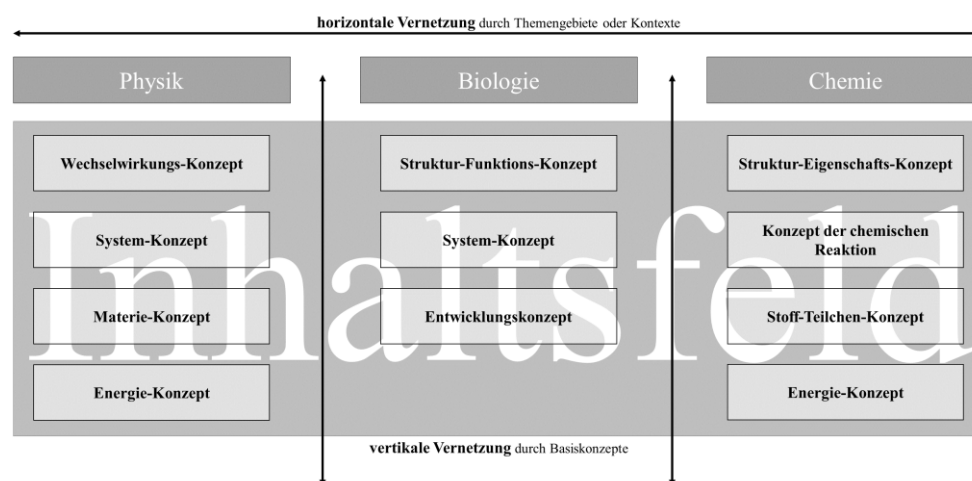 horizontale Vernetzung durch Themengebiete oder Kontexte
Physik
Biologie
Chemie
Inhaltsfeld
Wechselwirkungs-Konzept
Struktur-Funktions-Konzept
Struktur-Eigenschafts-Konzept
System-Konzept
System-Konzept
Konzept der chemischen
Reaktion
Materie-Konzept
Entwicklungskonzept
Stoff-Teilchen-Konzept
Energie-Konzept
Energie-Konzept
vertikale Vernetzung durch Basiskonzepte